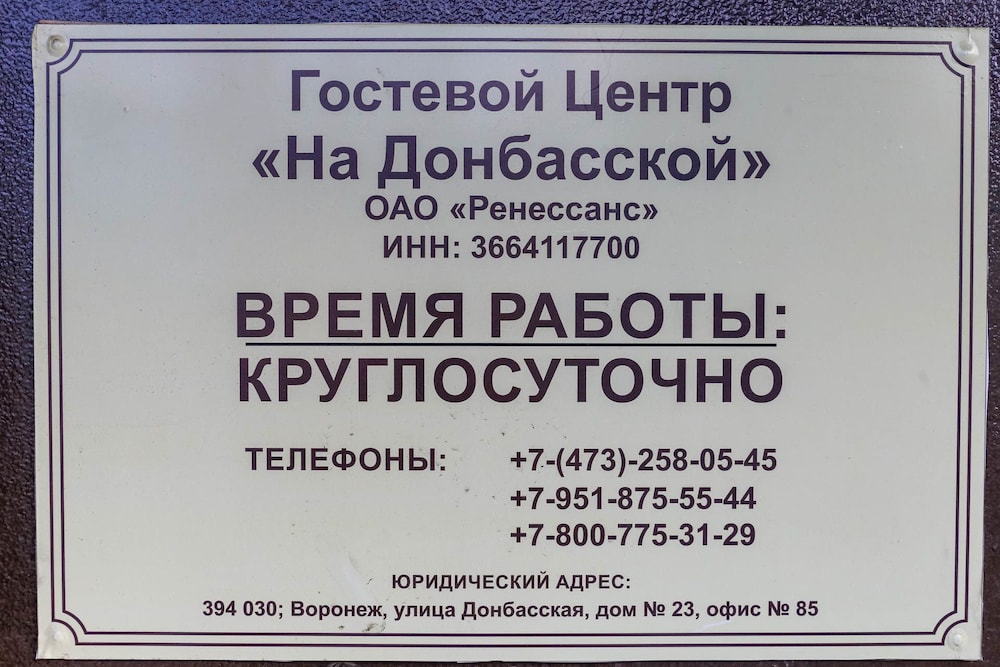 Гостевой Центр
«На Донбасской»
ОАО «Ренессанс»
ИНН: 3664117700
ВРЕМЯ РАБОТЫ:
КРУГЛОСУТОЧНО
ТЕЛЕФОНЫ: +7-(473)-258-05-45
+7-951-875-55-44
+7-800-775-31-29
ЮРИДИЧЕСКИЙ АДРЕС:
394 030; Воронеж, улица Донбасская, дом № 23, офис № 85